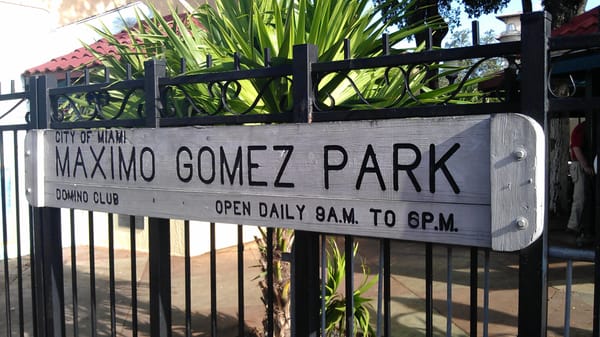 CITY OF MIAMI
MAXIMO GOMEZ PARK
DOMINO CLUB OPEN DAILY 9A.M. TO 6P.M.